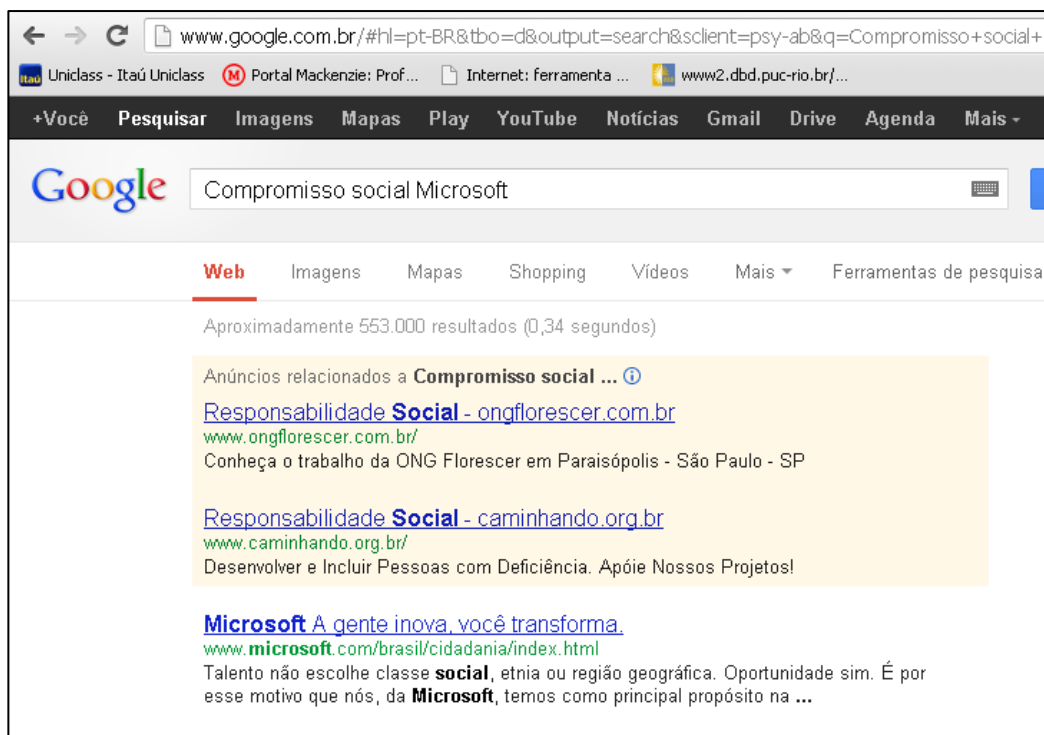 www.google.com.br/#hl=pt-BR&tbo=d&output=search&sclient=psy-ab&q=Compromisso+social+
Itaú Uniclass - Itaú Uniclass M Portal Mackenzie: Prof... Internet: ferramenta ... www2.dbd.puc-rio.br/...
+Você Pesquisar Imagens Mapas Play YouTube Notícias Gmail Drive Agenda Mais
Google Compromisso social Microsoft
Web Imagens Mapas Shopping Vídeos Mais Ferramentas de pesquisa
Aproximadamente 553.000 resultados (0,34 segundos)
Anúncios relacionados a Compromisso social ...
Responsabilidade Social - ongflorescer.com.br
www.ongflorescer.com.br/
Conheça o trabalho da ONG Florescer em Paraisópolis - São Paulo - SP
Responsabilidade Social - caminhando.org.br
www.caminhando.org.br/
Desenvolver e Incluir Pessoas com Deficiência. Apóie Nossos Projetos!
Microsoft A gente inova, você transforma.
www.microsoft.com/brasil/cidadania/index.html
Talento não escolhe classe social, etnia ou região geográfica. Oportunidade sim. É por
esse motivo que nós, da Microsoft, temos como principal propósito na ...